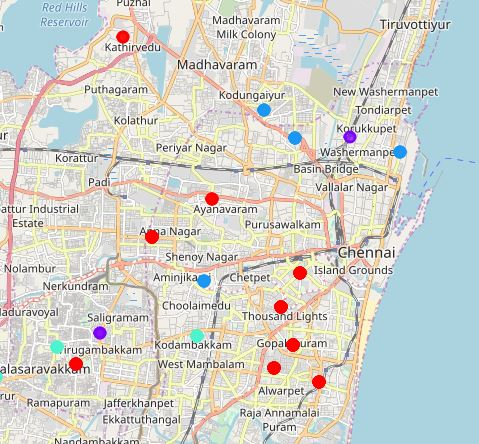 Puzhal
Red Hills
Reservoir
Kathirvedu
Madhavaram
Milk Colony
Tiruvottiyur
Madhavaram
Puthagaram
Kodungaiyur
New Washermanpet
Tondiarpet
Kolathur
Korukkupet
Periyar Nagar
Washermanpet
Korattur
Basin Bridge
Padi
Vallalar Nagar
attur Industrial
Estate
Ayanavaram
Anna Nagar
Purusawalkam
Shenoy Nagar
Chennai
Nolambur
Aminjikarai
Chetpet
Island Grounds
Nerkundram
Choolaimedu
aduravoyal
Saligramam
Thousand Lights
Virugambakkam
Kodambakkam
Gopalapuram
alasaravakkam
West Mambalam
Alwarpet
Ramapuram
Jafferkhanpet
Ekkattuthangal
Raja Annamalai
Puram
Nandambakkam